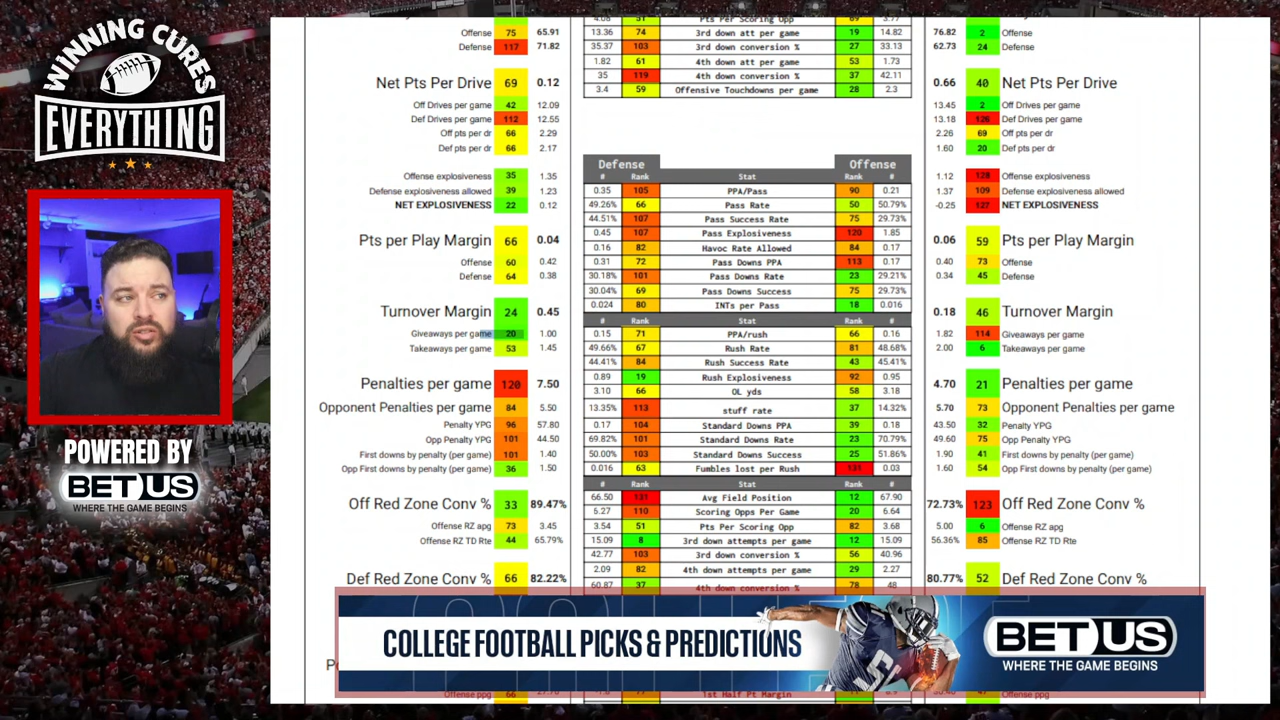 WINNING CURES
EVERYTHING
POWERED BY
BETUS
WHERE THE GAME BEGINS
Offense 75 65.91
Defense 117 71.82
Net Pts Per Drive 69 0.12
Off Drives per game 42 12.09
Def Drives per game 112 12.55
Off pts per dr 66 2.29
Def pts per dr 66 2.17
Offense explosiveness 35 1.35
Defense explosiveness allowed 39 1.23
NET EXPLOSIVENESS 22 0.12
Pts per Play Margin 66 0.04
Offense 60 0.42
Defense 64 0.38
Turnover Margin 24 0.45
Giveaways per game 20 1.00
Takeaways per game 53 1.45
Penalties per game 120 7.50
Opponent Penalties per game 84 5.50
Penalty YPG 96 57.80
Opp Penalty YPG 101 44.50
First downs by penalty (per game) 101 1.40
Opp First downs by penalty (per game) 36 1.50
Off Red Zone Conv % 33 89.47%
Offense RZ apg 73 3.45
Offense RZ TD Rte 44 65.79%
Def Red Zone Conv % 66 82.22%
4.08 51 Pts Per Scoring Opp 69 3.77
13.36 74 3rd down att per game 19 14.82
35.37 103 3rd down conversion % 27 33.13
1.82 61 4th down att per game 53 1.73
35 119 4th down conversion % 37 42.11
3.4 59 Offensive Touchdowns per game 28 2.3
Defense Offense
# Rank Stat Rank #
0.35 105 PPA/Pass 90 0.21
49.26% 66 Pass Rate 50 50.79%
44.51% 107 Pass Success Rate 75 29.73%
0.45 107 Pass Explosiveness 120 1.85
0.16 82 Havoc Rate Allowed 84 0.17
0.31 72 Pass Downs PPA 113 0.17
30.18% 101 Pass Downs Rate 23 29.21%
30.04% 69 Pass Downs Success 75 29.73%
0.024 80 INTs per Pass 18 0.016
# Rank Stat Rank #
0.15 71 PPA/rush 66 0.16
49.66% 67 Rush Rate 81 48.68%
44.41% 84 Rush Success Rate 43 45.41%
0.89 19 Rush Explosiveness 92 0.95
3.10 66 OL yds 58 3.18
13.35% 113 stuff rate 37 14.32%
0.17 104 Standard Downs PPA 39 0.18
69.82% 101 Standard Downs Rate 23 70.79%
50.00% 103 Standard Downs Success 25 51.86%
0.016 63 Fumbles lost per Rush 131 0.03
# Rank Stat Rank #
66.50 131 Avg Field Position 12 67.90
6.27 110 Scoring Opps Per Game 20 6.64
3.54 51 Pts Per Scoring Opp 82 3.68
15.09 8 3rd down attempts per game 12 15.09
42.77 103 3rd down conversion % 56 40.96
2.09 82 4th down attempts per game 29 2.27
60.87 37 4th down conversion % 78 48
1st Half Pt Margin
76.82 2 Offense
62.73 24 Defense
0.66 40 Net Pts Per Drive
13.45 2 Off Drives per game
13.18 126 Def Drives per game
2.26 69 Off pts per dr
1.60 20 Def pts per dr
1.12 128 Offense explosiveness
1.37 109 Defense explosiveness allowed
-0.25 127 NET EXPLOSIVENESS
0.06 59 Pts per Play Margin
0.40 73 Offense
0.34 45 Defense
0.18 46 Turnover Margin
1.82 114 Giveaways per game
2.00 6 Takeaways per game
4.70 21 Penalties per game
5.70 73 Opponent Penalties per game
43.50 32 Penalty YPG
49.60 75 Opp Penalty YPG
1.90 41 First downs by penalty (per game)
1.60 54 Opp First downs by penalty (per game)
72.73% 123 Off Red Zone Conv %
5.00 6 Offense RZ apg
56.36% 85 Offense RZ TD Rte
80.77% 52 Def Red Zone Conv %
COLLEGE FOOTBALL PICKS & PREDICTIONS
BETUS
WHERE THE GAME BEGINS
Offense ppg 66
Offense ppg